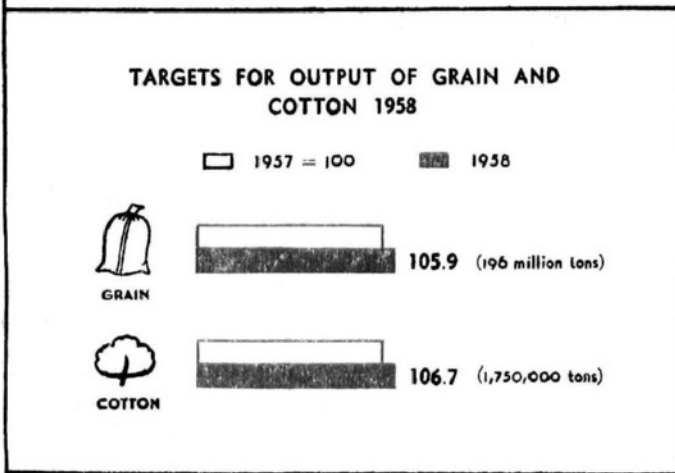 TARGETS FOR OUTPUT OF GRAIN AND
COTTON 1958
1957 = 100 1958
105.9 (196 million tons)
GRAIN
106.7 (1,750,000 tons)
COTTON